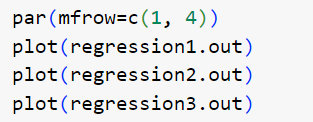 par(mfrow=c(1, 4))
plot(regression1.out)
plot(regression2.out)
plot(regression3.out)